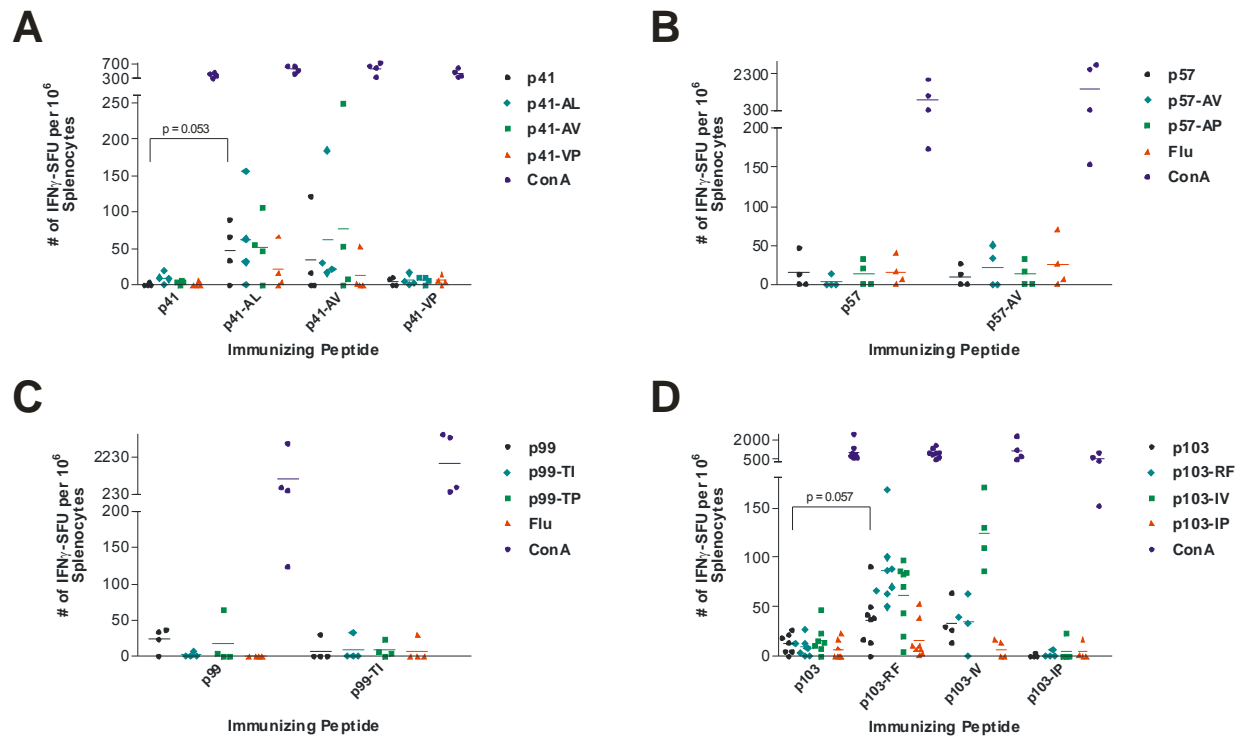 A
# of IFNγ-SFU per 10⁶
Splenocytes
700
300
250
200
150
100
50
0
p = 0.053
p41
p41-AL
p41-AV
p41-VP
Immunizing Peptide
p41
p41-AL
p41-AV
p41-VP
ConA
B
# of IFNγ-SFU per 10⁶
Splenocytes
2300
300
200
150
100
50
0
p57
p57-AV
Immunizing Peptide
p57
p57-AV
p57-AP
Flu
ConA
C
# of IFNγ-SFU per 10⁶
Splenocytes
2230
230
200
150
100
50
0
p99
p99-TI
Immunizing Peptide
p99
p99-TI
p99-TP
Flu
ConA
D
# of IFNγ-SFU per 10⁶
Splenocytes
2000
500
150
100
50
0
p = 0.057
p103
p103-RF
p103-IV
p103-IP
Immunizing Peptide
p103
p103-RF
p103-IV
p103-IP
ConA